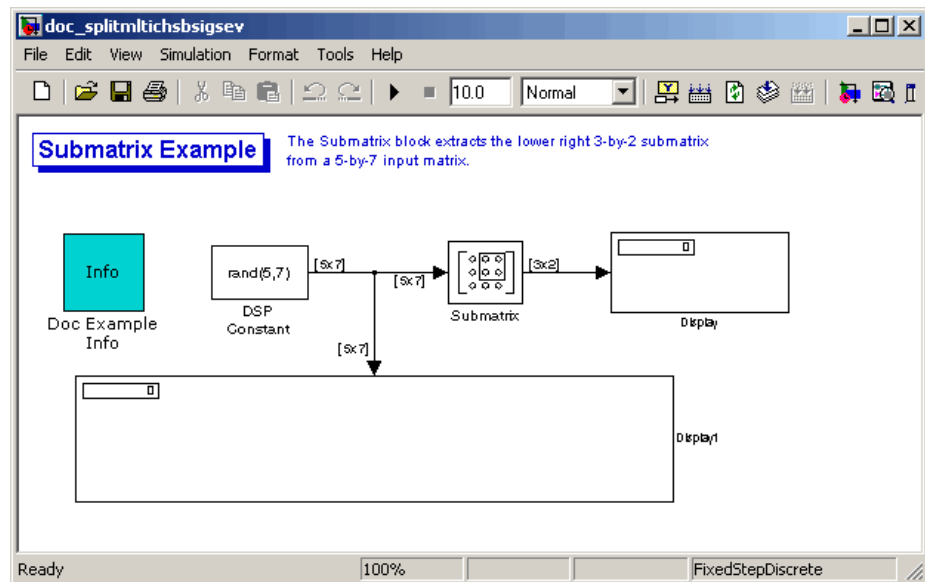 doc_splitmltichsbsigsev
File Edit View Simulation Format Tools Help
10.0 Normal
Submatrix Example
The Submatrix block extracts the lower right 3-by-2 submatrix
from a 5-by-7 input matrix.
Info
Doc Example
Info
rand(5,7)
DSP
Constant
[5x7]
[5x7]
[5x7]
Submatrix
[3x2]
0
Display
0
Display1
Ready 100% FixedStepDiscrete